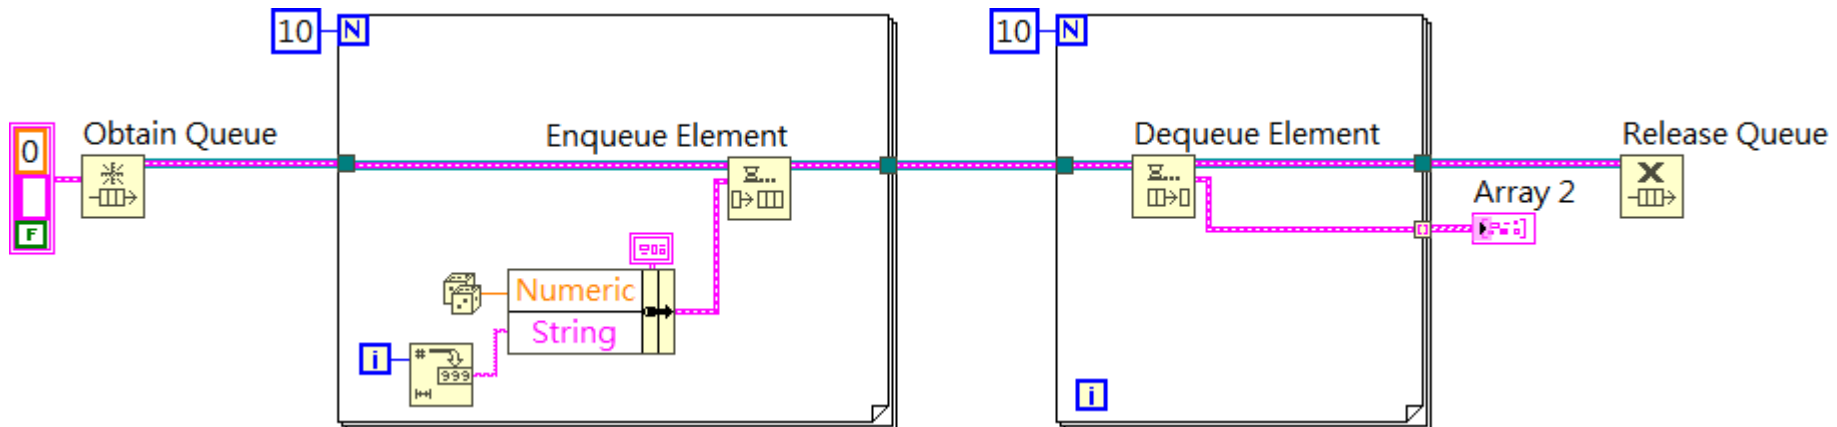 10 N
10 N
Obtain Queue
Enqueue Element
Dequeue Element
Release Queue
0
F
Array 2
Numeric
String
i
#
999
i